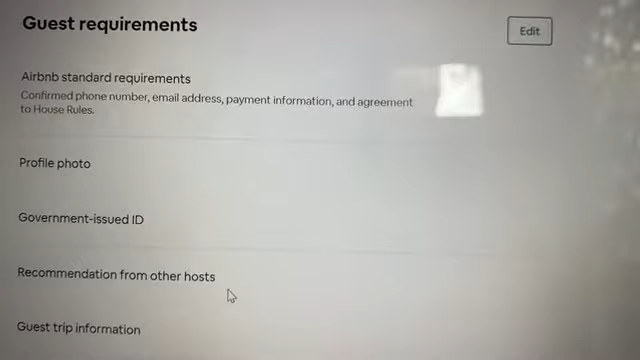 Guest requirements
Edit
Airbnb standard requirements
Confirmed phone number, email address, payment information, and agreement
to House Rules.
Profile photo
Government-issued ID
Recommendation from other hosts
Guest trip information